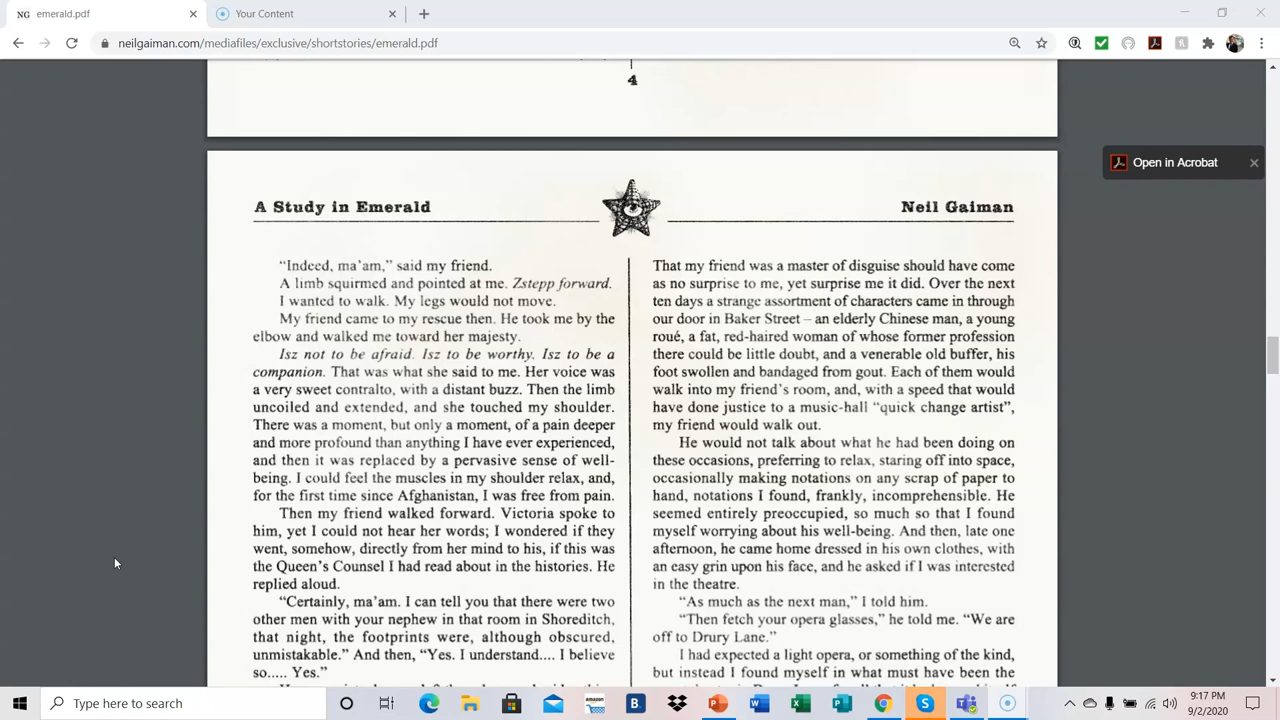 emerald.pdf
Your Content
neilgaiman.com/mediafiles/exclusive/shortstories/emerald.pdf
4
Open in Acrobat
A Study in Emerald
Neil Gaiman
“Indeed, ma’am,” said my friend.
A limb squirmed and pointed at me. Zstepp forward.
I wanted to walk. My legs would not move.
My friend came to my rescue then. He took me by the
elbow and walked me toward her majesty.
Isz not to be afraid. Isz to be worthy. Isz to be a
companion. That was what she said to me. Her voice was
a very sweet contralto, with a distant buzz. Then the limb
uncoiled and extended, and she touched my shoulder.
There was a moment, but only a moment, of a pain deeper
and more profound than anything I have ever experienced,
and then it was replaced by a pervasive sense of well-
being. I could feel the muscles in my shoulder relax, and,
for the first time since Afghanistan, I was free from pain.
Then my friend walked forward. Victoria spoke to
him, yet I could not hear her words; I wondered if they
went, somehow, directly from her mind to his, if this was
the Queen’s Counsel I had read about in the histories. He
replied aloud.
“Certainly, ma’am. I can tell you that there were two
other men with your nephew in that room in Shoreditch,
that night, the footprints were, although obscured,
unmistakable.” And then, “Yes. I understand.... I believe
so..... Yes.”
That my friend was a master of disguise should have come
as no surprise to me, yet surprise me it did. Over the next
ten days a strange assortment of characters came in through
our door in Baker Street – an elderly Chinese man, a young
roué, a fat, red-haired woman of whose former profession
there could be little doubt, and a venerable old buffer, his
foot swollen and bandaged from gout. Each of them would
walk into my friend’s room, and, with a speed that would
have done justice to a music-hall “quick change artist”,
my friend would walk out.
He would not talk about what he had been doing on
these occasions, preferring to relax, staring off into space,
occasionally making notations on any scrap of paper to
hand, notations I found, frankly, incomprehensible. He
seemed entirely preoccupied, so much so that I found
myself worrying about his well-being. And then, late one
afternoon, he came home dressed in his own clothes, with
an easy grin upon his face, and he asked if I was interested
in the theatre.
“As much as the next man,” I told him.
“Then fetch your opera glasses,” he told me. “We are
off to Drury Lane.”
I had expected a light opera, or something of the kind,
but instead I found myself in what must have been the
Type here to search
9:17 PM
9/2/2020